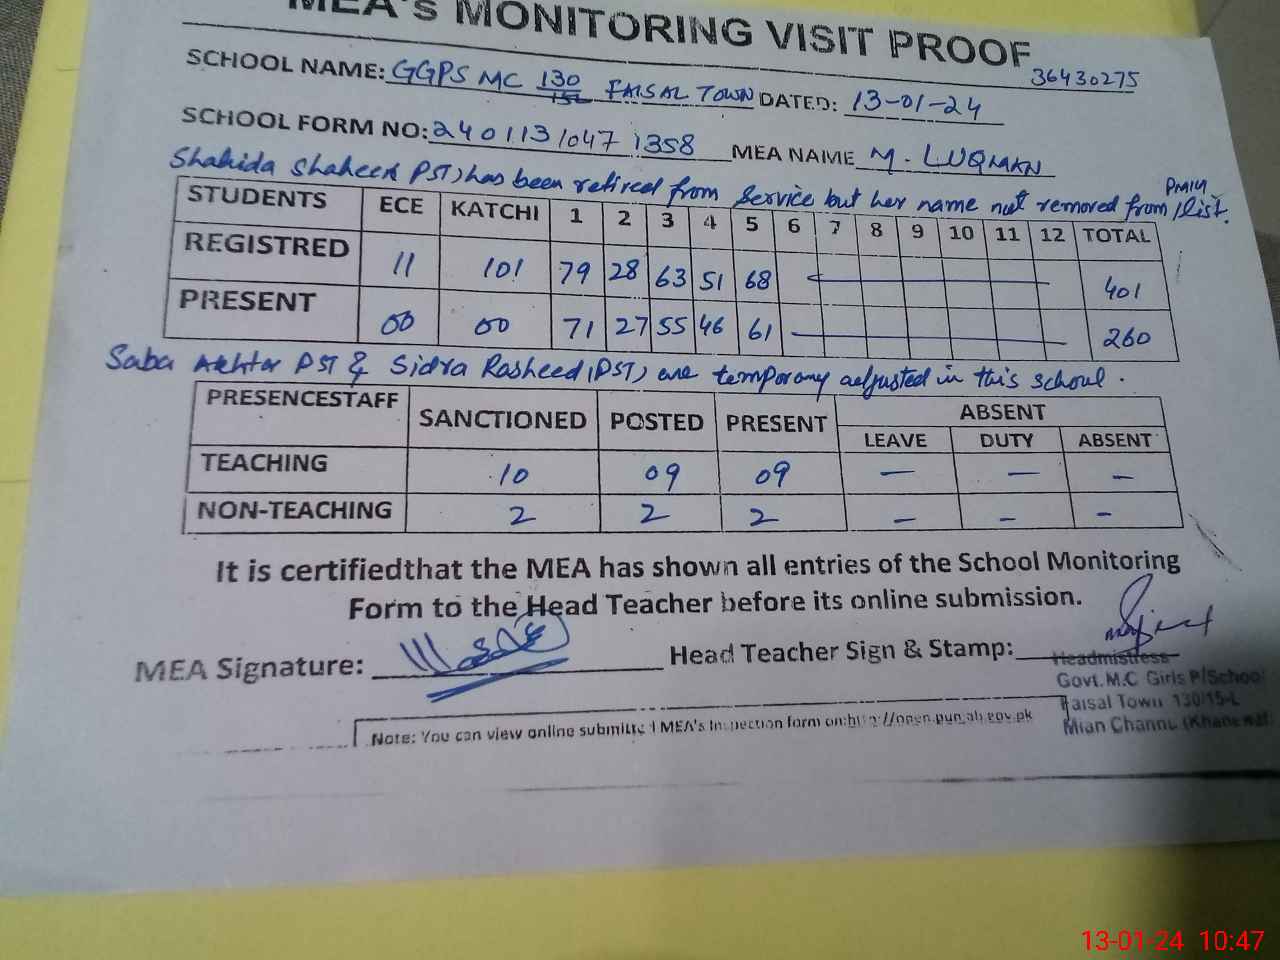 MEA's MONITORING VISIT PROOF
36430275
SCHOOL NAME: GGPS MC 130/15L FAISAL TOWN DATED: 13-01-24
SCHOOL FORM NO: 2401131047 1358 MEA NAME M. LUQMAN
Shahida Shaheen PST) has been retired from Service but her name not removed from PMIU list.
STUDENTS ECE KATCHI 1 2 3 4 5 6 7 8 9 10 11 12 TOTAL
REGISTRED 11 101 79 28 63 51 68 401
PRESENT 00 00 71 27 55 46 61 260
Saba Akhtar PST & Sidra Rasheed (PST) are temporary adjusted in this school.
PRESENCESTAFF SANCTIONED POSTED PRESENT ABSENT
LEAVE DUTY ABSENT
TEACHING 10 09 09 — — —
NON-TEACHING 2 2 2 — — —
It is certifiedthat the MEA has shown all entries of the School Monitoring
Form to the Head Teacher before its online submission.
MEA Signature: Head Teacher Sign & Stamp:
Headmistress
Govt. M.C. Girls P/School
Faisal Town 130/15-L
Mian Channu (Khanewal
Note: You can view online submitted MEA's Inspection form on: punjab.gov.pk
13-01-24 10:47